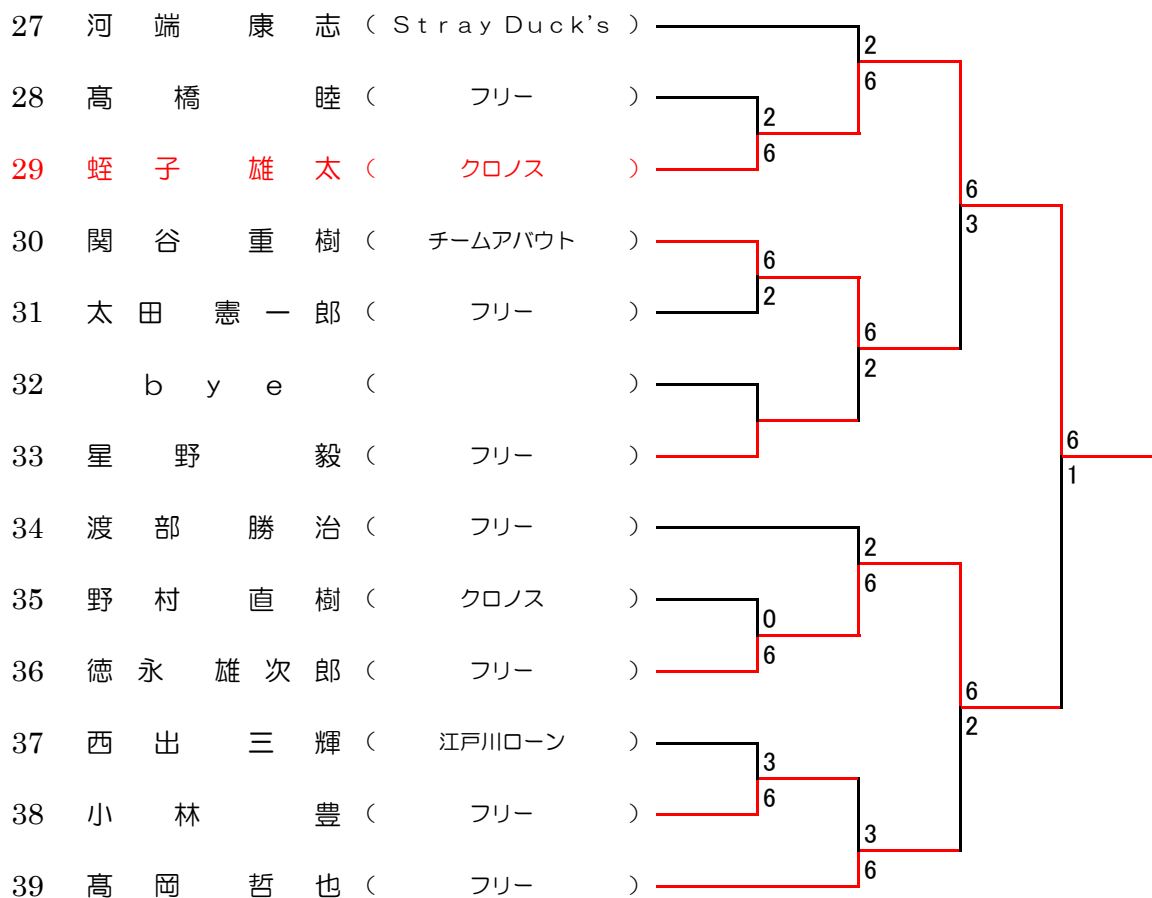 27 河端 康志 ( Stray Duck's )
2
6
28 髙橋 睦 ( フリー )
2
6
29 蛭子 雄太 ( クロノス )
6
3
30 関谷 重樹 ( チームアバウト )
6
2
31 太田 憲一郎 ( フリー )
6
2
32 bye ( )
33 星野 毅 ( フリー )
6
1
34 渡部 勝治 ( フリー )
2
6
35 野村 直樹 ( クロノス )
0
6
36 徳永 雄次郎 ( フリー )
6
2
37 西出 三輝 ( 江戸川ローン )
3
6
38 小林 豊 ( フリー )
3
6
39 髙岡 哲也 ( フリー )